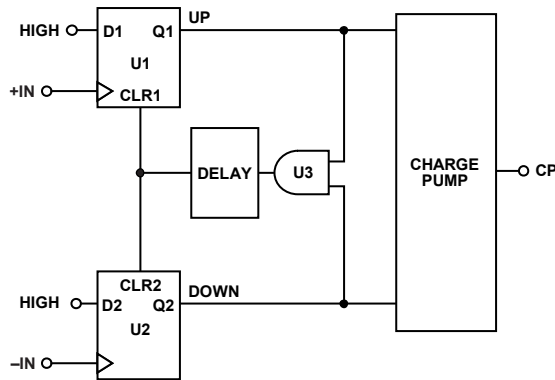 HIGH
D1
Q1
UP
U1
+IN
CLR1
DELAY
U3
CHARGE
PUMP
CP
CLR2
HIGH
D2
Q2
DOWN
U2
–IN